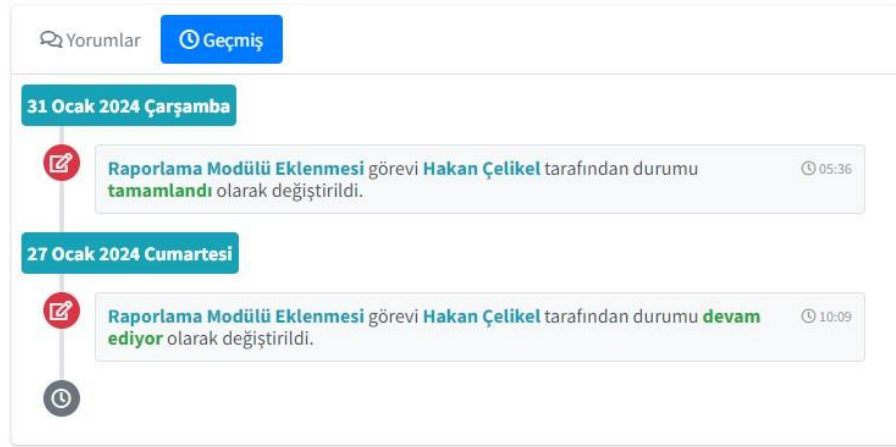 Yorumlar Geçmiş
31 Ocak 2024 Çarşamba
Raporlama Modülü Eklenmesi görevi Hakan Çelikel tarafından durumu 05:36
tamamlandı olarak değiştirildi.
27 Ocak 2024 Cumartesi
Raporlama Modülü Eklenmesi görevi Hakan Çelikel tarafından durumu devam 10:09
ediyor olarak değiştirildi.